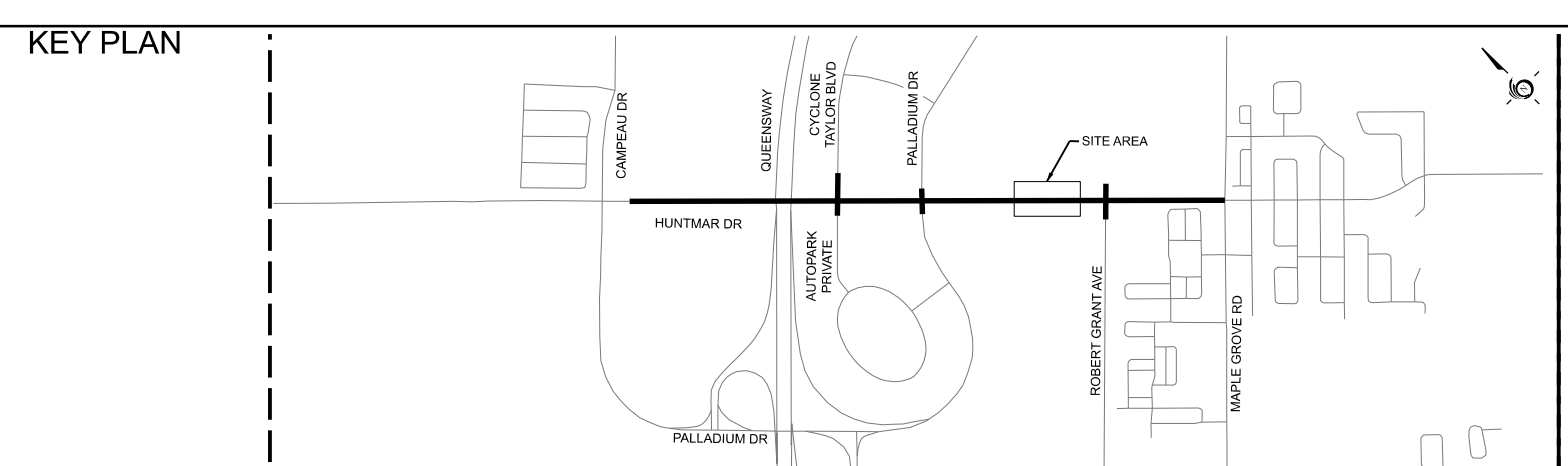 KEY PLAN
CAMPEAU DR
QUEENSWAY
CYCLONE
TAYLOR BLVD
PALLADIUM DR
SITE AREA
HUNTMAR DR
AUTOPARK
PRIVATE
ROBERT GRANT AVE
MAPLE GROVE RD
PALLADIUM DR